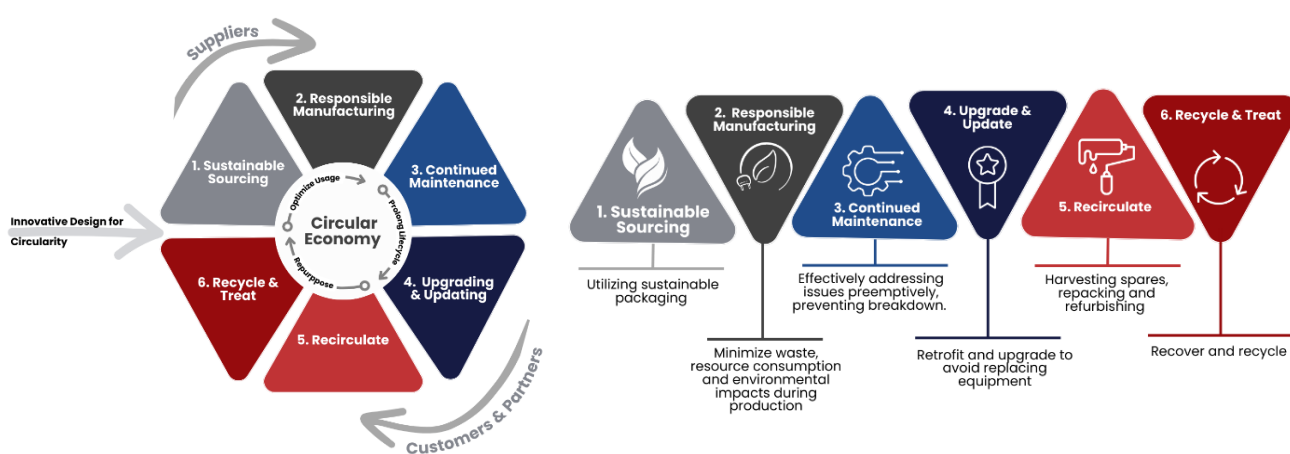 Suppliers
2. Responsible
Manufacturing
1. Sustainable
Sourcing
3. Continued
Maintenance
Innovative Design for
Circularity
Optimize Usage
Prolong Lifecycle
Repurppose
Circular
Economy
6. Recycle &
Treat
4. Upgrading
& Updating
5. Recirculate
Customers & Partners
1. Sustainable
Sourcing
Utilizing sustainable
packaging
2. Responsible
Manufacturing
Minimize waste,
resource consumption
and environmental
impacts during
production
3. Continued
Maintenance
Effectively addressing
issues preemptively,
preventing breakdown.
4. Upgrade &
Update
Retrofit and upgrade to
avoid replacing
equipment
5. Recirculate
Harvesting spares,
repacking and
refurbishing
6. Recycle & Treat
Recover and recycle